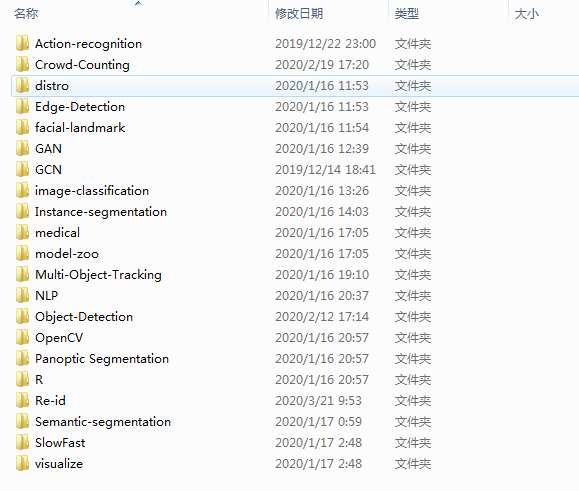 名称 修改日期 类型 大小
Action-recognition 2019/12/22 23:00 文件夹
Crowd-Counting 2020/2/19 17:20 文件夹
distro 2020/1/16 11:53 文件夹
Edge-Detection 2020/1/16 11:53 文件夹
facial-landmark 2020/1/16 11:54 文件夹
GAN 2020/1/16 12:39 文件夹
GCN 2019/12/14 18:41 文件夹
image-classification 2020/1/16 13:26 文件夹
Instance-segmentation 2020/1/16 14:03 文件夹
medical 2020/1/16 17:05 文件夹
model-zoo 2020/1/16 17:05 文件夹
Multi-Object-Tracking 2020/1/16 19:10 文件夹
NLP 2020/1/16 20:37 文件夹
Object-Detection 2020/2/12 17:14 文件夹
OpenCV 2020/1/16 20:57 文件夹
Panoptic Segmentation 2020/1/16 20:57 文件夹
R 2020/1/16 20:57 文件夹
Re-id 2020/3/21 9:53 文件夹
Semantic-segmentation 2020/1/17 0:59 文件夹
SlowFast 2020/1/17 2:48 文件夹
visualize 2020/1/17 2:48 文件夹